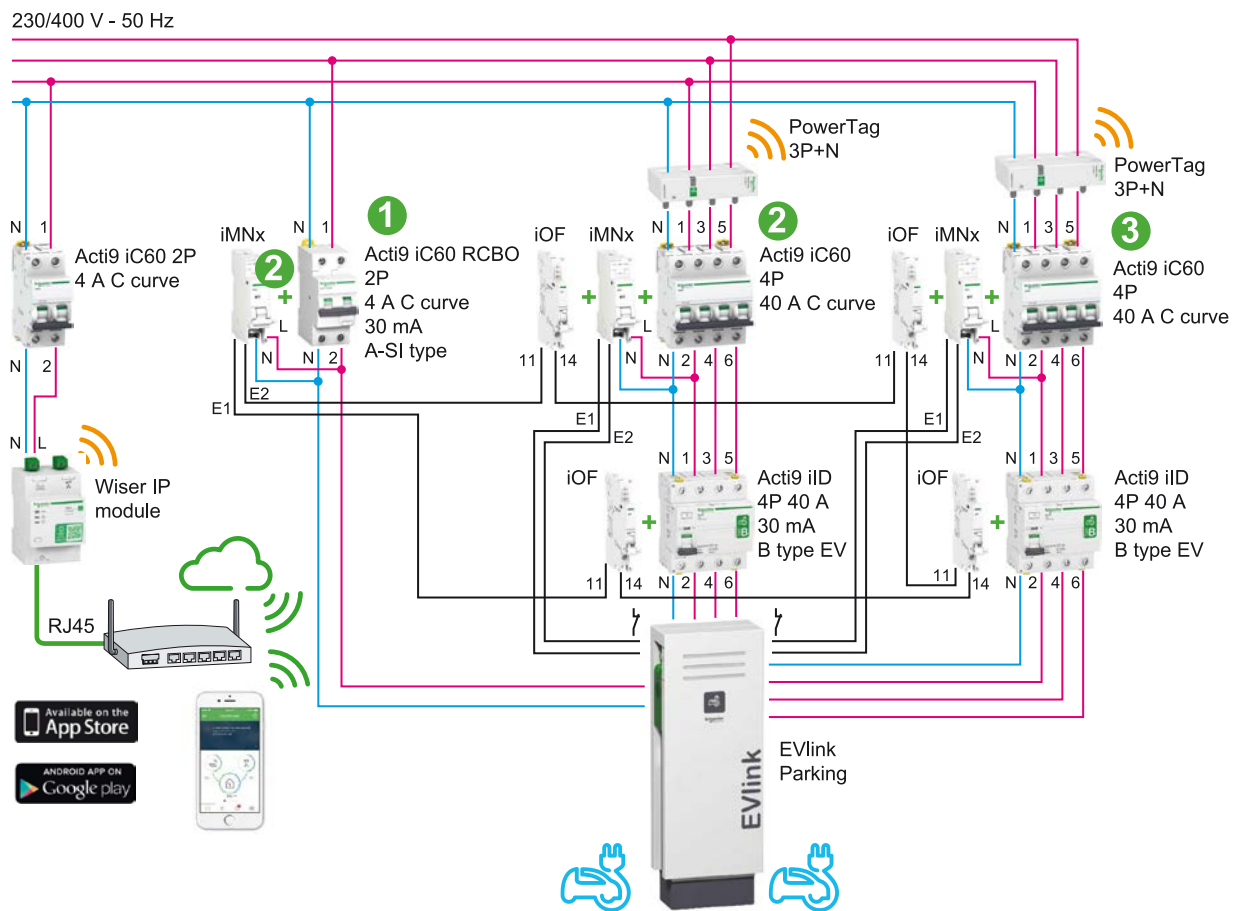 230/400 V - 50 Hz
PowerTag
3P+N
PowerTag
3P+N
N 1
Acti9 iC60 2P
4 A C curve
N 2
iMNx
2
+
L
N
N 1
1
Acti9 iC60 RCBO
2P
4 A C curve
30 mA
A-SI type
N 2
E2
E1
iOF
+
11 14
iMNx
+
L
N
N 1 3 5
2
Acti9 iC60
4P
40 A C curve
N 2 4 6
E1
E2
iOF
+
11 14
iMNx
+
L
N
N 1 3 5
3
Acti9 iC60
4P
40 A C curve
N 2 4 6
E1
E2
N L
Wiser IP
module
iOF
+
11 14
N 1 3 5
Acti9 iID
4P 40 A
30 mA
B type EV
N 2 4 6
iOF
+
11 14
N 1 3 5
Acti9 iID
4P 40 A
30 mA
B type EV
N 2 4 6
RJ45
Available on the
App Store
ANDROID APP ON
Google play
EVlink
EVlink
Parking